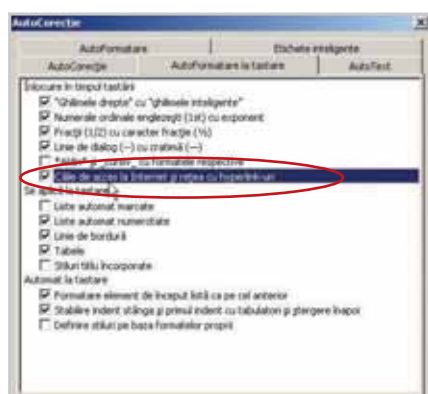 AutoCorecție
AutoFormatare
Etichete inteligente
AutoCorecție
AutoFormatare la tastare
AutoText
Înlocuire în timpul tastării
"Ghilimele drepte" cu "ghilimele inteligente"
Numerale ordinale englezești (1st) cu exponent
Fracții (1/2) cu caracter fracție (½)
Linie de dialog (--) cu cratimă (—)
cu formatele respective
Căile de acces la Internet și rețea cu hyperlink-uri
Se aplică la tastare
Liste automat marcate
Liste automat numerotate
Linie de bordură
Tabele
Stiluri titlu încorporate
Automat la tastare
Formatare element de început listă ca pe cel anterior
Stabilire indent stânga și primul indent cu tabulatori și ștergere înapoi
Definire stiluri pe baza formatelor proprii